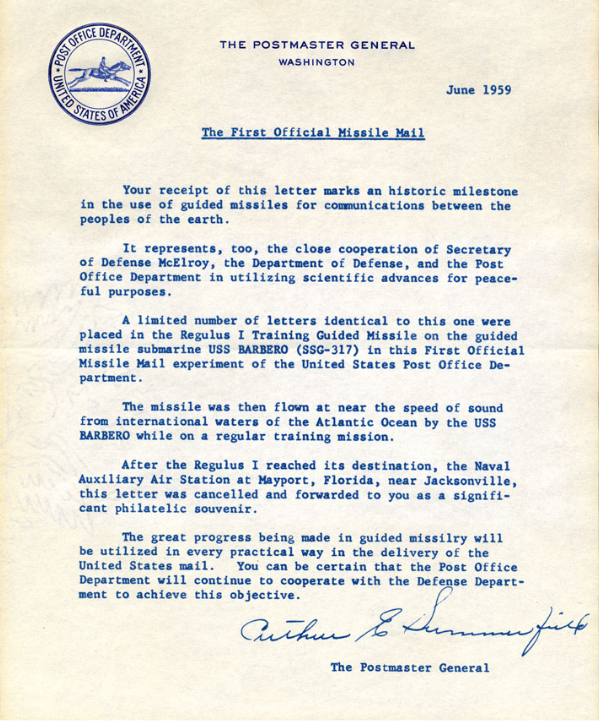 POST OFFICE DEPARTMENT
UNITED STATES OF AMERICA
THE POSTMASTER GENERAL
WASHINGTON
June 1959
The First Official Missile Mail
Your receipt of this letter marks an historic milestone
in the use of guided missiles for communications between the
peoples of the earth.
It represents, too, the close cooperation of Secretary
of Defense McElroy, the Department of Defense, and the Post
Office Department in utilizing scientific advances for peace-
ful purposes.
A limited number of letters identical to this one were
placed in the Regulus I Training Guided Missile on the guided
missile submarine USS BARBERO (SSG-317) in this First Official
Missile Mail experiment of the United States Post Office De-
partment.
The missile was then flown at near the speed of sound
from international waters of the Atlantic Ocean by the USS
BARBERO while on a regular training mission.
After the Regulus I reached its destination, the Naval
Auxiliary Air Station at Mayport, Florida, near Jacksonville,
this letter was cancelled and forwarded to you as a signifi-
cant philatelic souvenir.
The great progress being made in guided missilry will
be utilized in every practical way in the delivery of the
United States mail. You can be certain that the Post Office
Department will continue to cooperate with the Defense Depart-
ment to achieve this objective.
Arthur E Summerfield
The Postmaster General